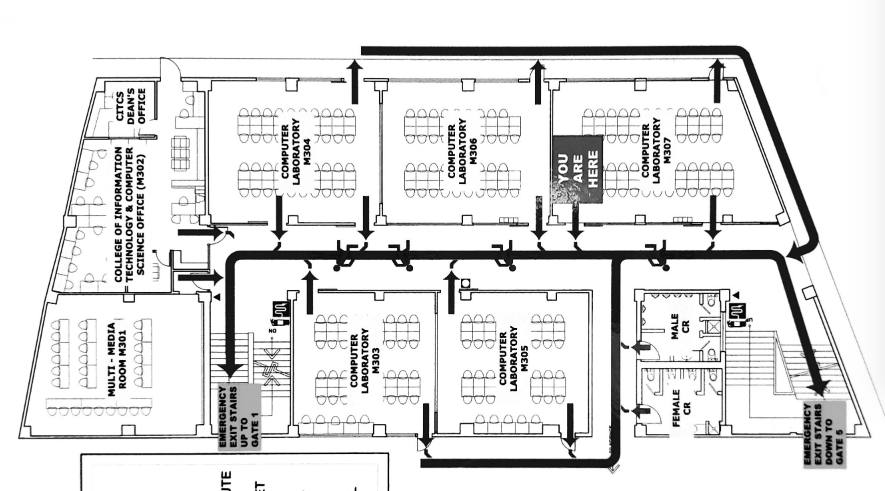 CITCS
DEAN'S
OFFICE
COLLEGE OF INFORMATION
TECHNOLOGY & COMPUTER
SCIENCE OFFICE (M302)
MULTI - MEDIA
ROOM M301
COMPUTER
LABORATORY
M304
COMPUTER
LABORATORY
M306
COMPUTER
LABORATORY
M307
YOU
ARE
HERE
COMPUTER
LABORATORY
M303
COMPUTER
LABORATORY
M305
MALE
CR
FEMALE
CR
EMERGENCY
EXIT STAIRS
UP TO
GATE 1
EMERGENCY
EXIT STAIRS
DOWN TO
GATE 5
DN